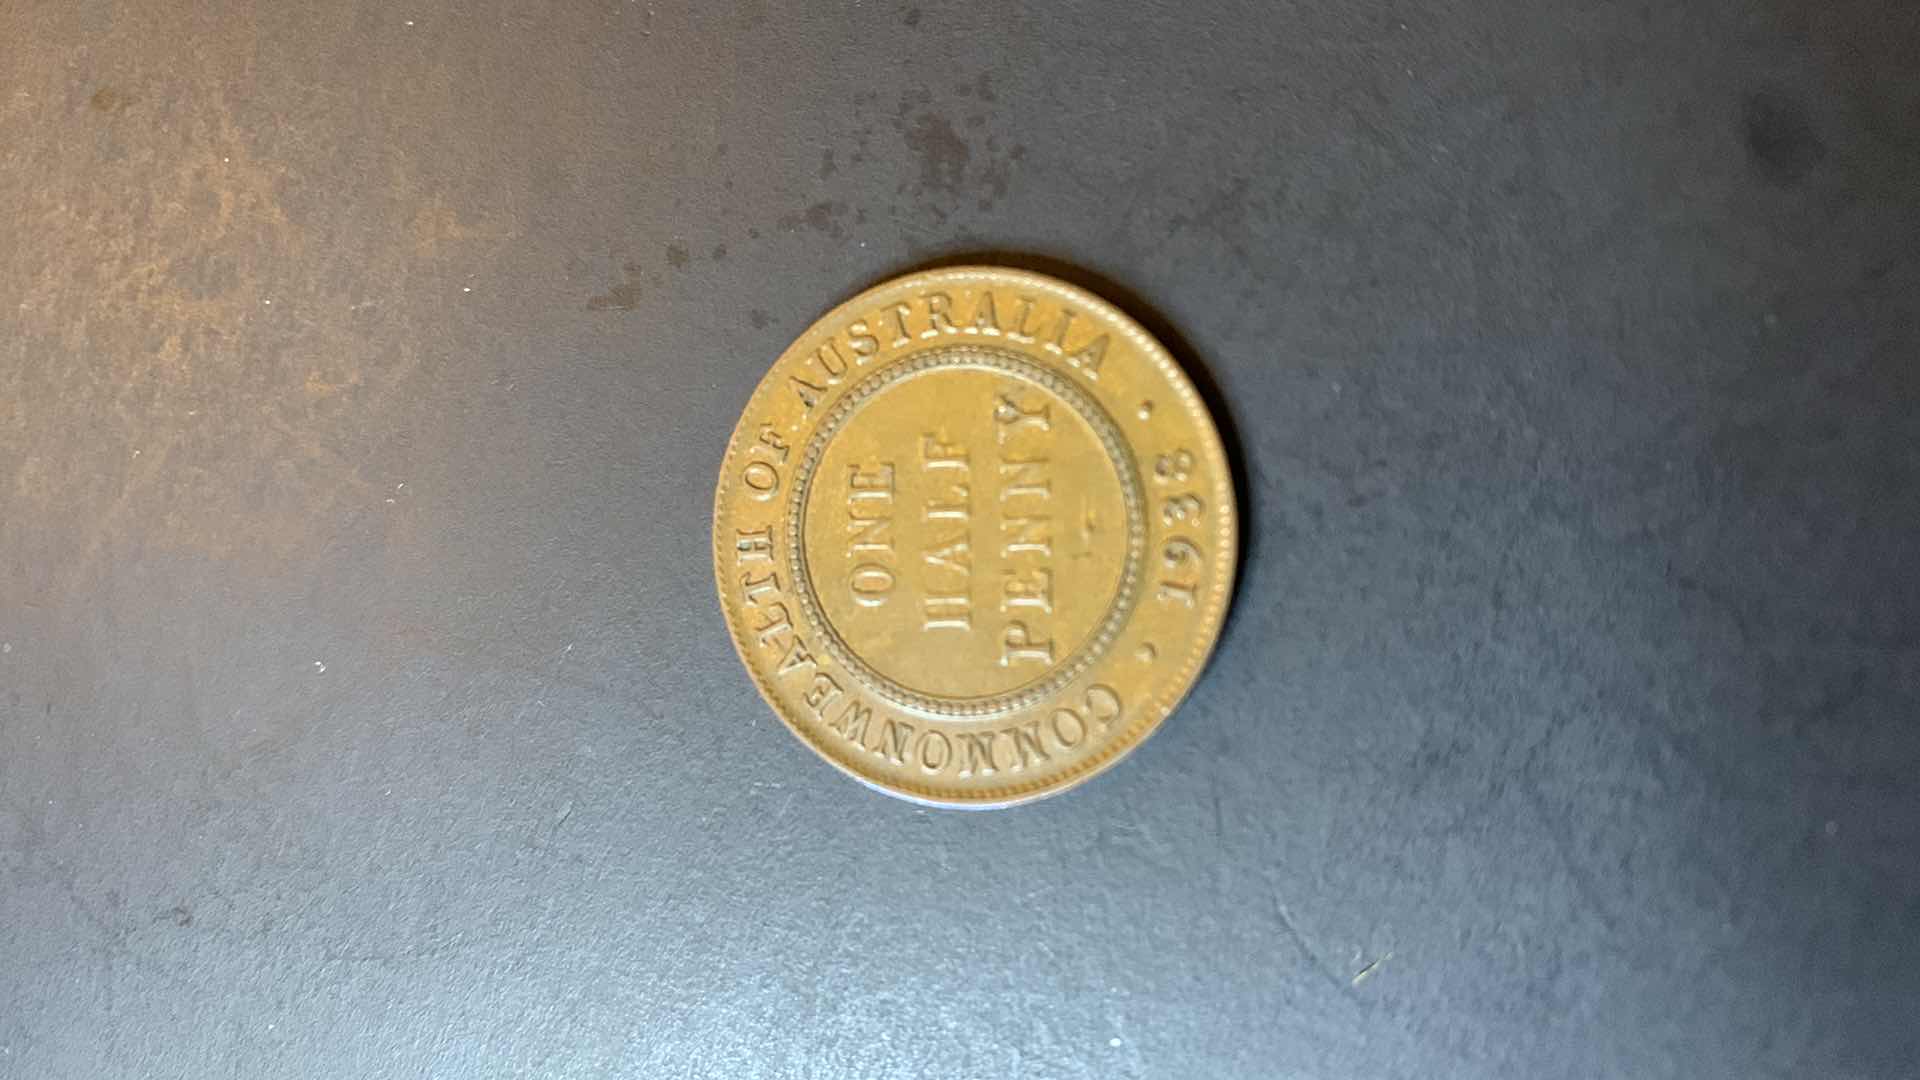 COMMONWEALTH OF AUSTRALIA
ONE
HALF
PENNY
· 1938 ·